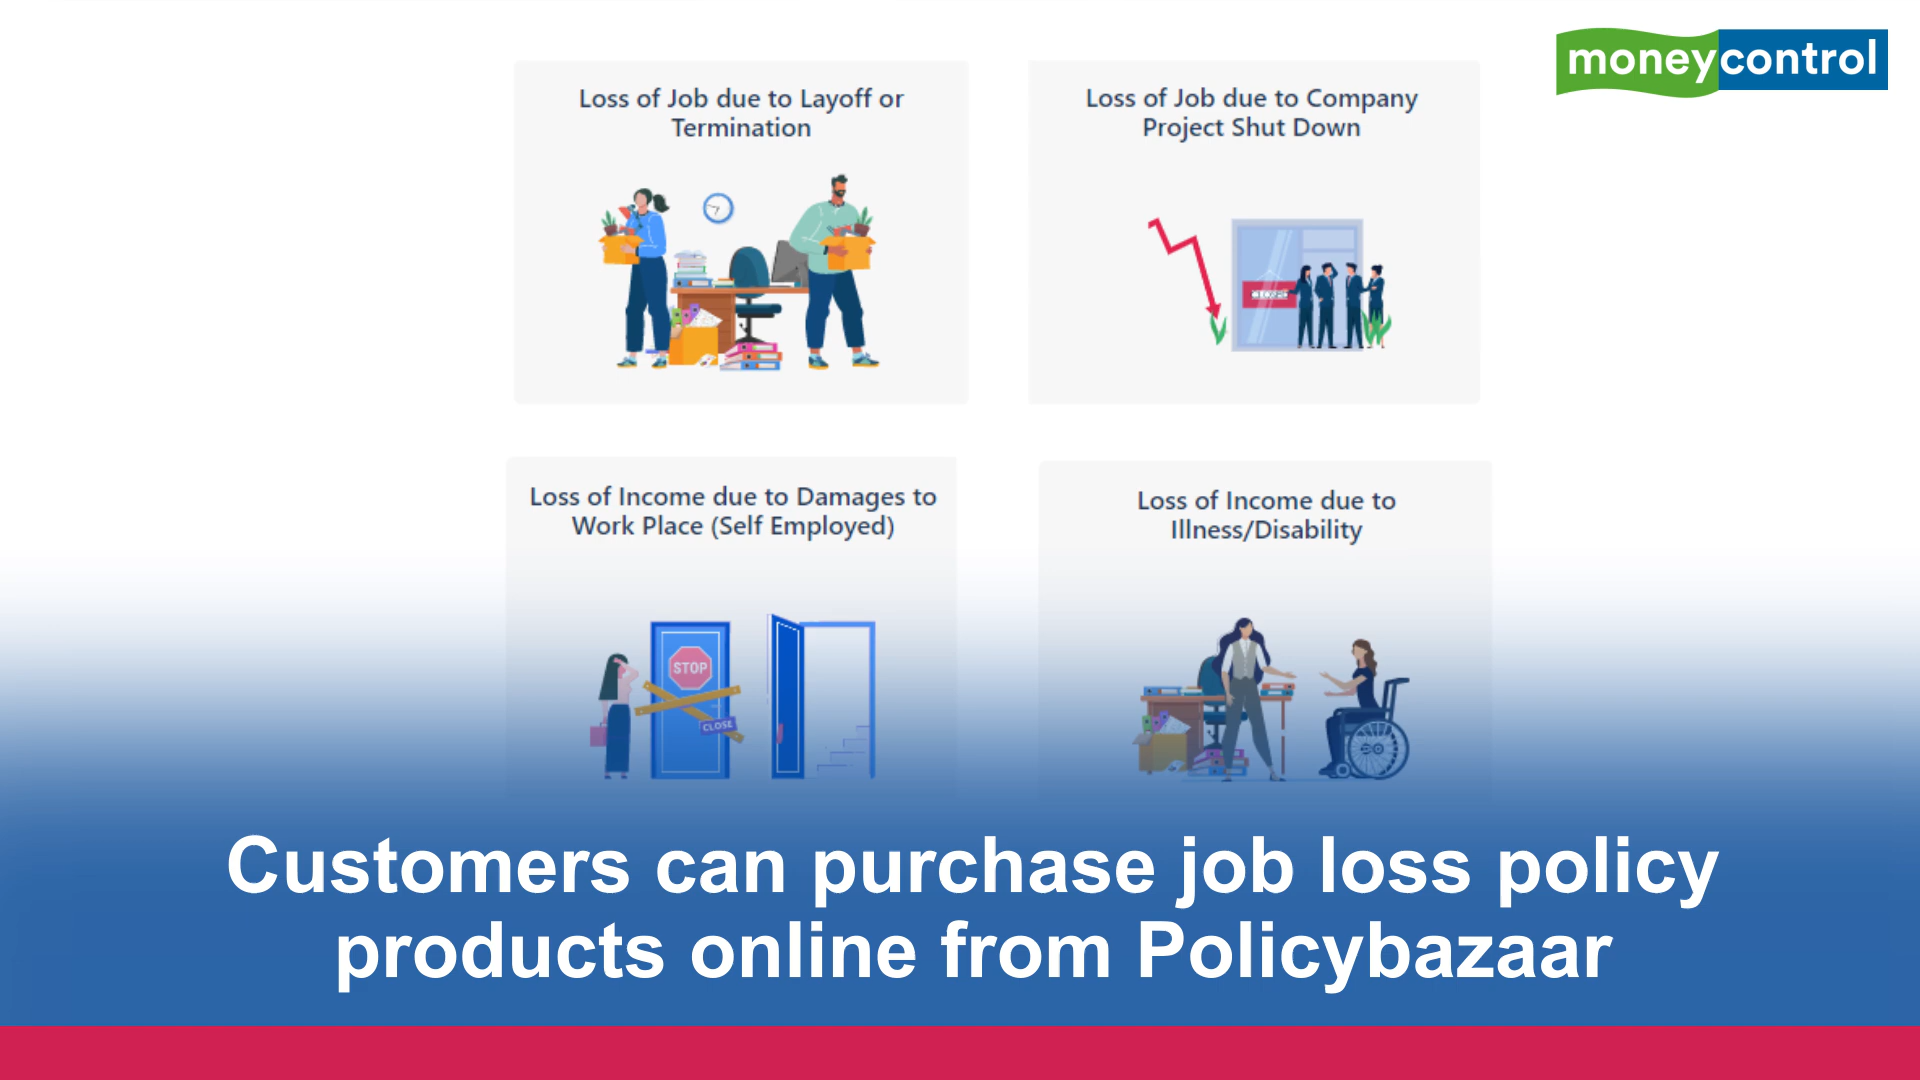 moneycontrol
Loss of Job due to Layoff or
Termination
Loss of Job due to Company
Project Shut Down
Loss of Income due to Damages to
Work Place (Self Employed)
STOP
CLOSE
Loss of Income due to
Illness/Disability
Customers can purchase job loss policy
products online from Policybazaar